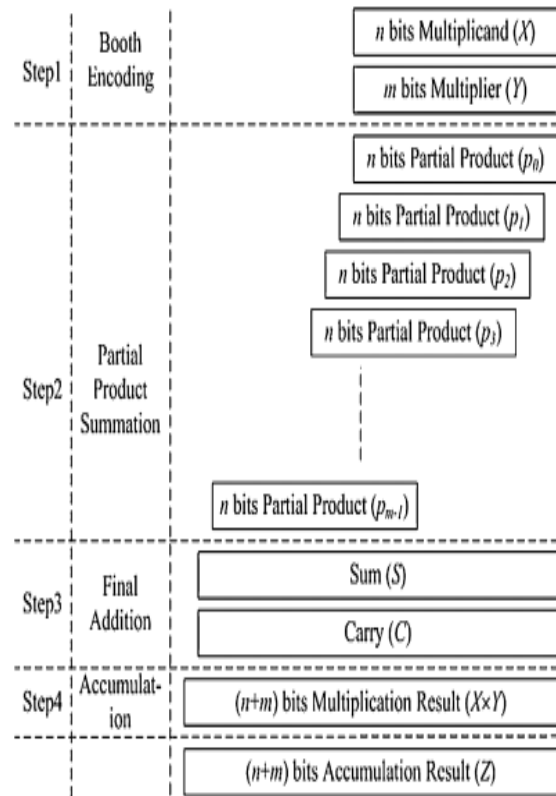 Step1
Booth
Encoding
n bits Multiplicand (X)
m bits Multiplier (Y)
Step2
Partial
Product
Summation
n bits Partial Product (p0)
n bits Partial Product (p1)
n bits Partial Product (p2)
n bits Partial Product (p3)
n bits Partial Product (pm-1)
Step3
Final
Addition
Sum (S)
Carry (C)
Step4
Accumulat-
ion
(n+m) bits Multiplication Result (X×Y)
(n+m) bits Accumulation Result (Z)